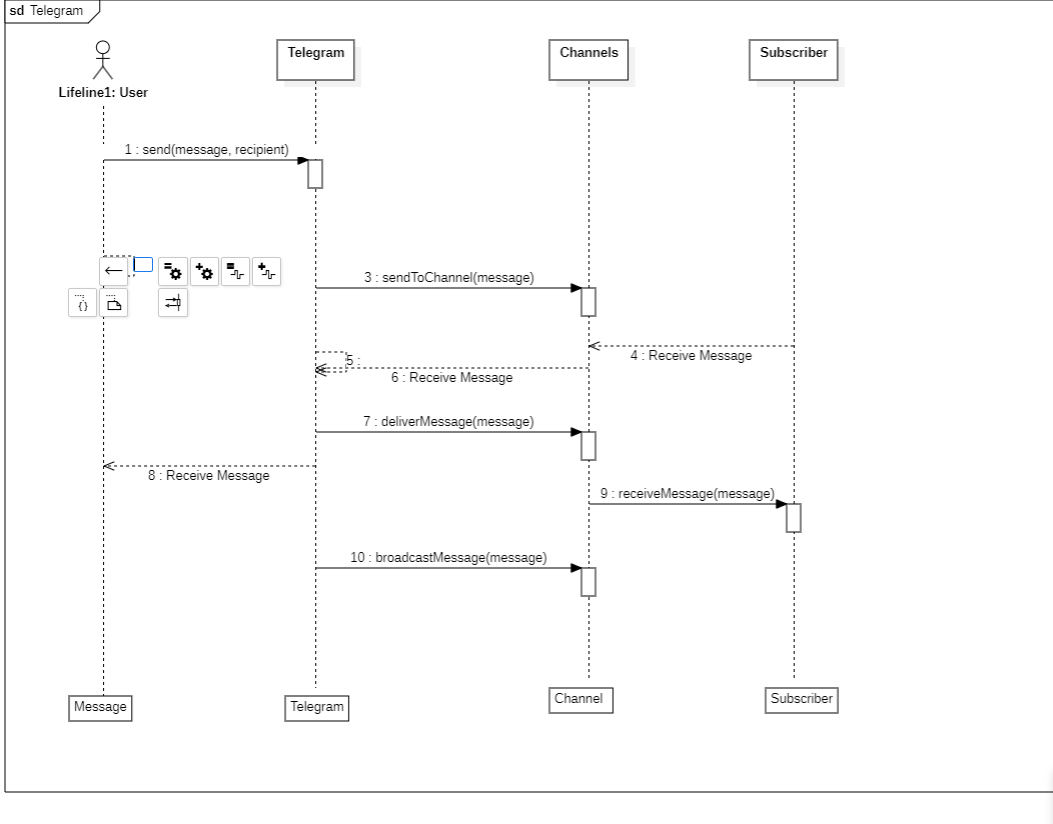 sd Telegram
Telegram
Channels
Subscriber
Lifeline1: User
1 : send(message, recipient)
3 : sendToChannel(message)
4 : Receive Message
5 :
6 : Receive Message
7 : deliverMessage(message)
8 : Receive Message
9 : receiveMessage(message)
10 : broadcastMessage(message)
Message
Telegram
Channel
Subscriber